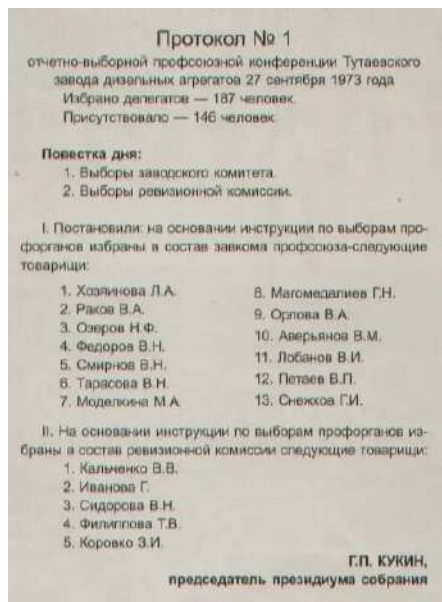 Протокол № 1
отчетно-выборной профсоюзной конференции Тутаевского
завода дизельных агрегатов 27 сентября 1973 года
Избрано делегатов — 187 человек.
Присутствовало — 146 человек.
Повестка дня:
1. Выборы заводского комитета.
2. Выборы ревизионной комиссии.
I. Постановили: на основании инструкции по выборам про-
форганов избраны в состав завкома профсоюза-следующие
товарищи:
1. Хозяинова Л.А.
2. Раков В.А.
3. Озеров Н.Ф.
4. Федоров В.Н.
5. Смирнов В.Н.
6. Тарасова В.Н.
7. Моделкина М.А.
8. Магомедалиев Г.Н.
9. Орлова В.А.
10. Аверьянов В.М.
11. Лобанов В.И.
12. Петаев В.П.
13. Снежков Г.И.
II. На основании инструкции по выборам профорганов из-
браны в состав ревизионной комиссии следующие товарищи:
1. Кальченко В.В.
2. Иванова Г.
3. Сидорова В.Н.
4. Филиппова Т.В.
5. Коровко З.И.
Г.П. КУКИН,
председатель президиума собрания